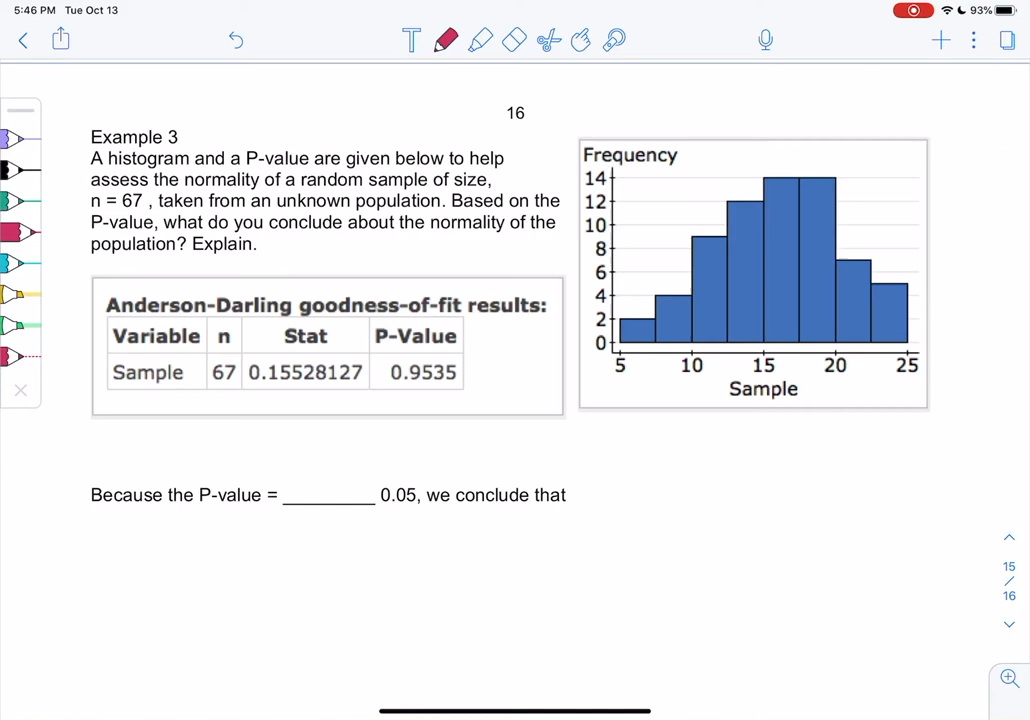 5:46 PM Tue Oct 13
93%
T
16
Example 3
A histogram and a P-value are given below to help
assess the normality of a random sample of size,
n = 67 , taken from an unknown population. Based on the
P-value, what do you conclude about the normality of the
population? Explain.
Anderson-Darling goodness-of-fit results:
Variable n Stat P-Value
Sample 67 0.15528127 0.9535
Frequency
14
12
10
8
6
4
2
0
5 10 15 20 25
Sample
Because the P-value = _________ 0.05, we conclude that
15
/
16